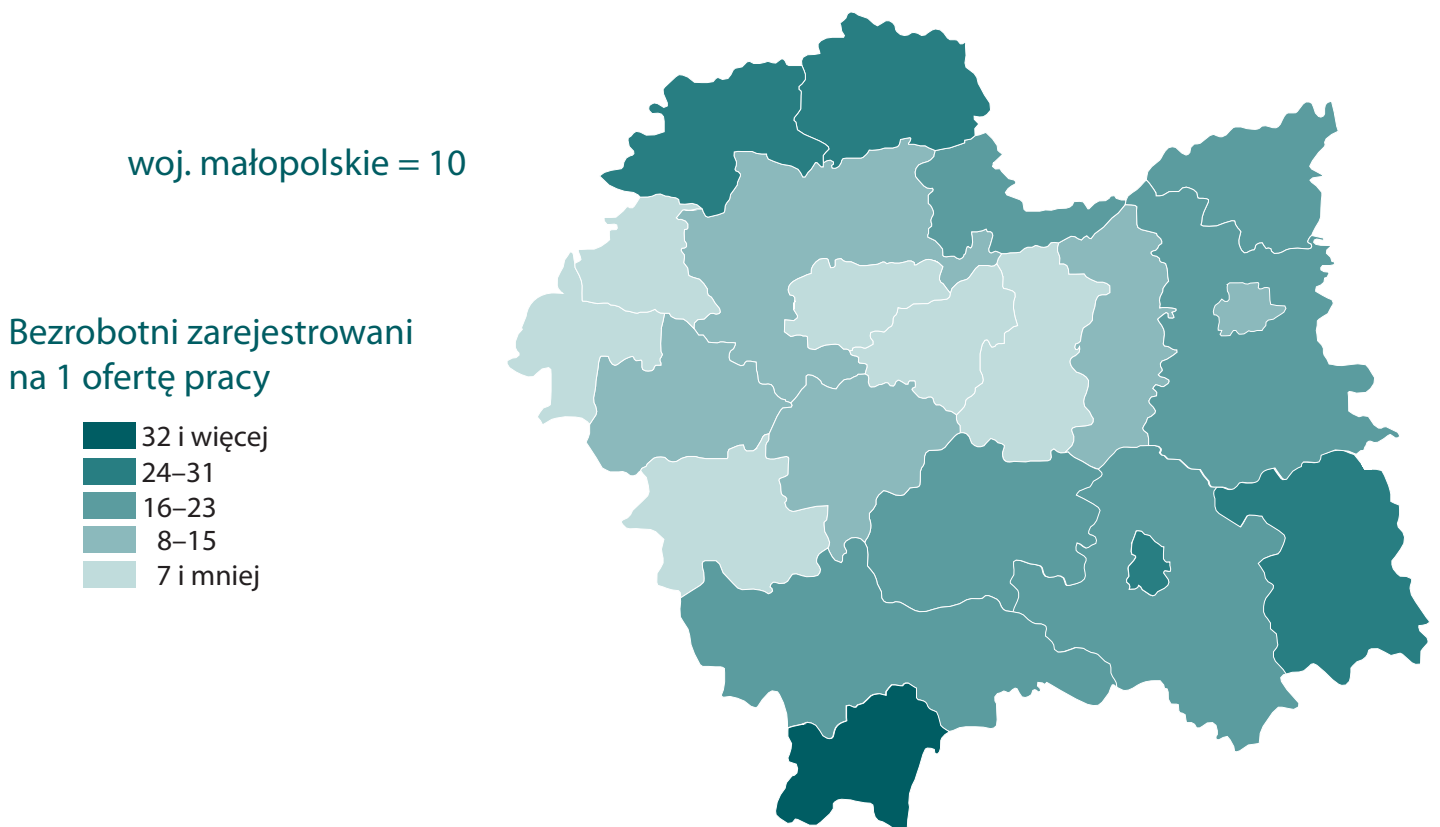 woj. małopolskie = 10
Bezrobotni zarejestrowani
na 1 ofertę pracy
32 i więcej
24–31
16–23
8–15
7 i mniej